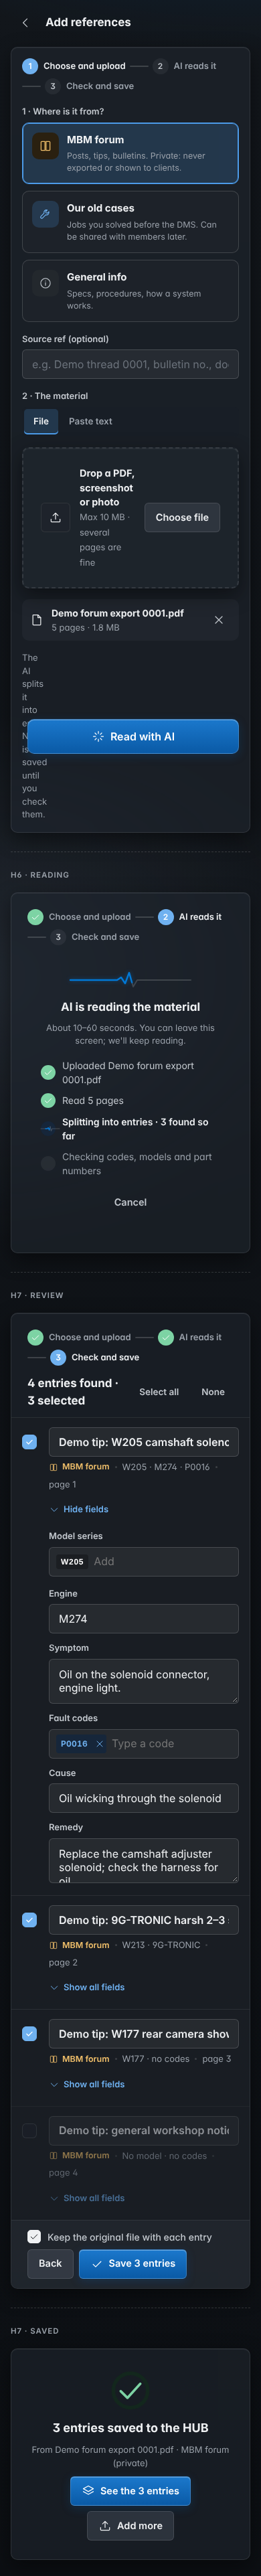 Add references
1 Choose and upload 2 AI reads it
3 Check and save
1 · Where is it from?
MBM forum
Posts, tips, bulletins. Private: never
exported or shown to clients.
Our old cases
Jobs you solved before the DMS. Can
be shared with members later.
General info
Specs, procedures, how a system
works.
Source ref (optional)
e.g. Demo thread 0001, bulletin no., do
2 · The material
File Paste text
Drop a PDF,
screenshot
or photo
Max 10 MB ·
several
pages are
fine
Choose file
Demo forum export 0001.pdf
5 pages · 1.8 MB
The
AI
splits
it
into
Read with AI
saved
until
you
check
them.
H6 · READING
Choose and upload 2 AI reads it
3 Check and save
AI is reading the material
About 10–60 seconds. You can leave this
screen; we'll keep reading.
Uploaded Demo forum export
0001.pdf
Read 5 pages
Splitting into entries · 3 found so
far
Checking codes, models and part
numbers
Cancel
H7 · REVIEW
Choose and upload AI reads it
3 Check and save
4 entries found ·
3 selected
Select all None
Demo tip: W205 camshaft solenc
MBM forum · W205 · M274 · P0016 ·
page 1
Hide fields
Model series
W205 Add
Engine
M274
Symptom
Oil on the solenoid connector,
engine light.
Fault codes
P0016 Type a code
Cause
Oil wicking through the solenoid
Remedy
Replace the camshaft adjuster
solenoid; check the harness for
oil
Demo tip: 9G-TRONIC harsh 2–3
MBM forum · W213 · 9G-TRONIC ·
page 2
Show all fields
Demo tip: W177 rear camera shov
MBM forum · W177 · no codes · page 3
Show all fields
Demo tip: general workshop notic
MBM forum · No model · no codes ·
page 4
Show all fields
Keep the original file with each entry
Back Save 3 entries
H7 · SAVED
3 entries saved to the HUB
From Demo forum export 0001.pdf · MBM forum
(private)
See the 3 entries
Add more